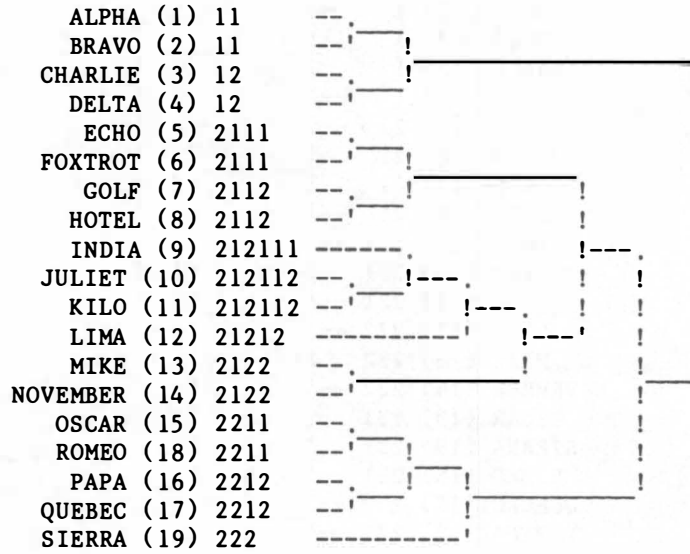 ALPHA (1) 11
BRAVO (2) 11
CHARLIE (3) 12
DELTA (4) 12
ECHO (5) 2111
FOXTROT (6) 2111
GOLF (7) 2112
HOTEL (8) 2112
INDIA (9) 212111
JULIET (10) 212112
KILO (11) 212112
LIMA (12) 21212
MIKE (13) 2122
NOVEMBER (14) 2122
OSCAR (15) 2211
ROMEO (18) 2211
PAPA (16) 2212
QUEBEC (17) 2212
SIERRA (19) 222